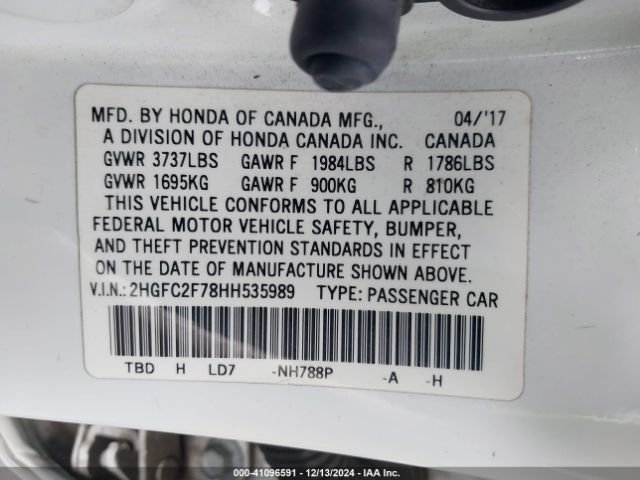 MFD. BY HONDA OF CANADA MFG., 04/'17
A DIVISION OF HONDA CANADA INC. CANADA
GVWR 3737LBS GAWR F 1984LBS R 1786LBS
GVWR 1695KG GAWR F 900KG R 810KG
THIS VEHICLE CONFORMS TO ALL APPLICABLE
FEDERAL MOTOR VEHICLE SAFETY, BUMPER,
AND THEFT PREVENTION STANDARDS IN EFFECT
ON THE DATE OF MANUFACTURE SHOWN ABOVE.
V.I.N.: 2HGFC2F78HH535989 TYPE: PASSENGER CAR
TBD H LD7 -NH788P -A -H
000-41096591 - 12/13/2024 - IAA Inc.